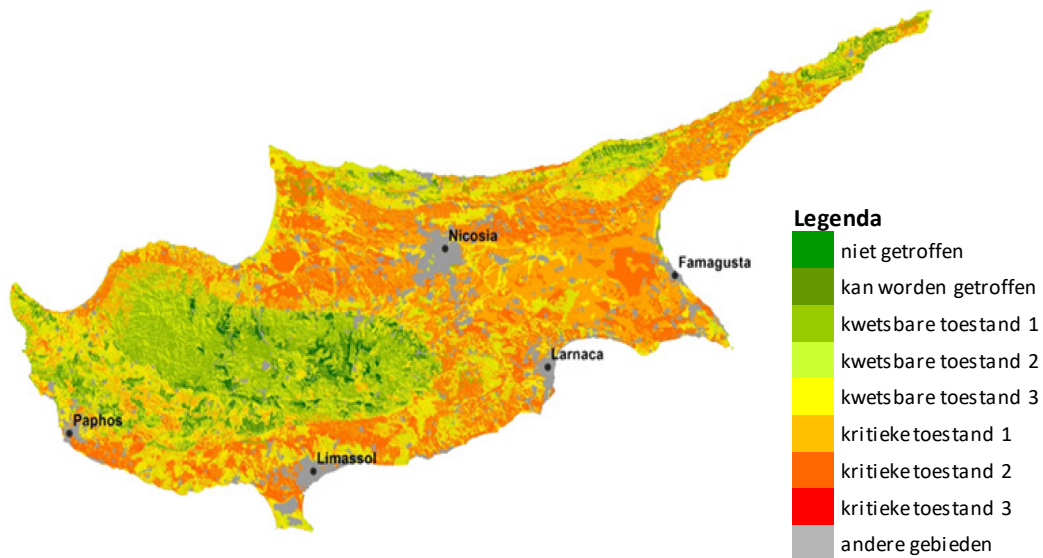 Nicosia
Famagusta
Larnaca
Paphos
Limassol
Legenda
niet getroffen
kan worden getroffen
kwetsbare toestand 1
kwetsbare toestand 2
kwetsbare toestand 3
kritieke toestand 1
kritieke toestand 2
kritieke toestand 3
andere gebieden